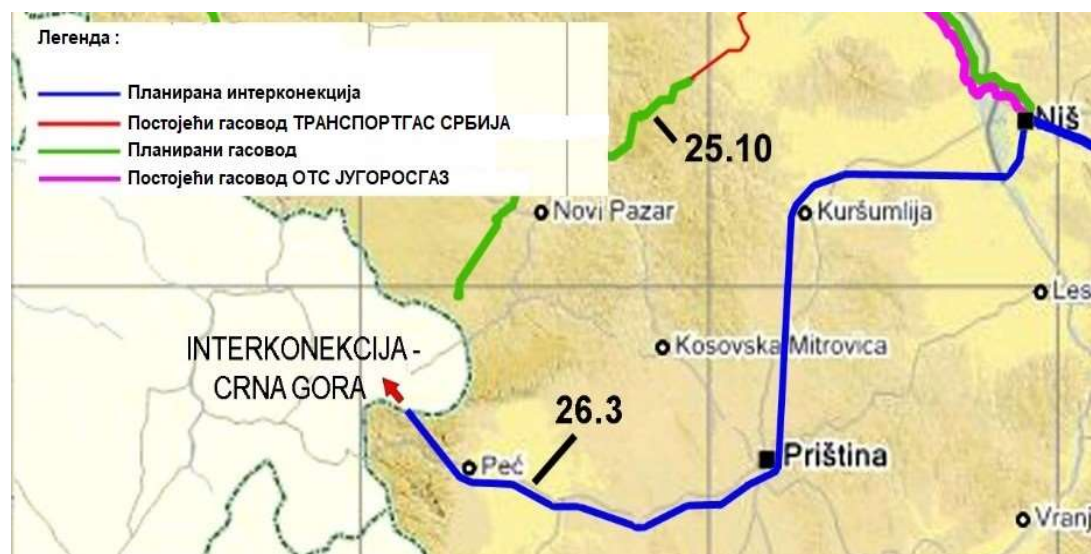 Легенда :
Планирана интерконекција
Постојећи гасовод ТРАНСПОРТГАС СРБИЈА
Планирани гасовод
Постојећи гасовод ОТС ЈУГОРОСГАЗ
25.10
Niš
Novi Pazar
Kuršumlija
Les
INTERKONEKCIJA -
CRNA GORA
Kosovska Mitrovica
26.3
Peć
Priština
Vranj